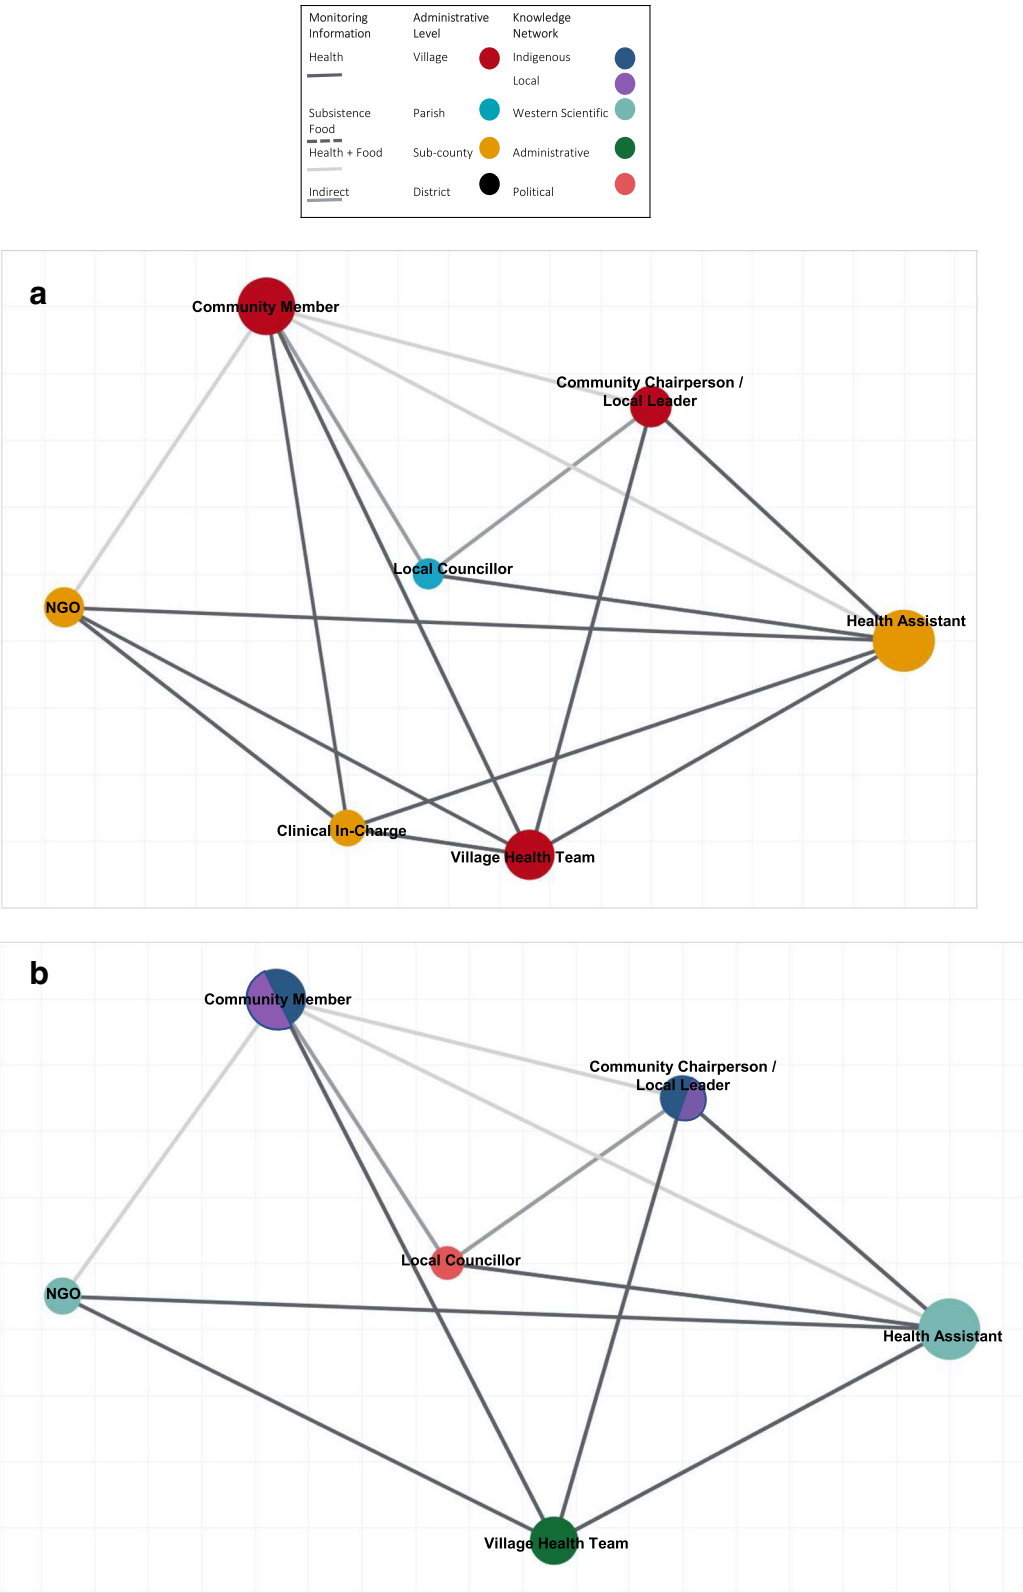 Monitoring Information
Administrative Level
Knowledge Network
Health
Village
Indigenous
Local
Subsistence Food
Parish
Western Scientific
Health + Food
Sub-county
Administrative
Indirect
District
Political
a
Community Member
Community Chairperson /
Local Leader
Local Councillor
NGO
Health Assistant
Clinical In-Charge
Village Health Team
b
Community Member
Community Chairperson /
Local Leader
Local Councillor
NGO
Health Assistant
Village Health Team